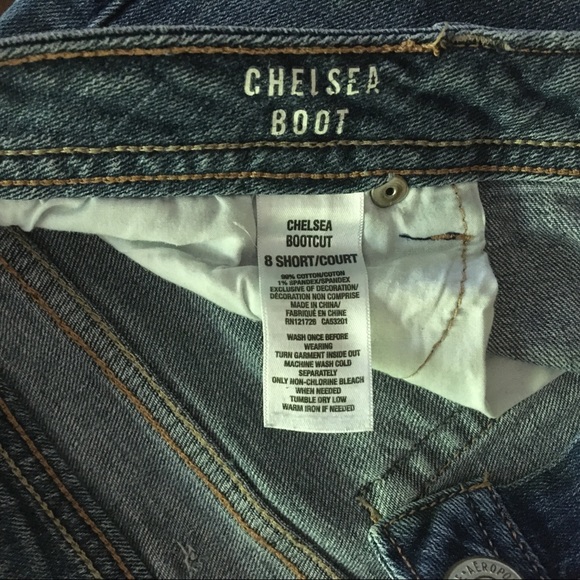 CHELSEA
BOOT
CHELSEA
BOOTCUT
8 SHORT/COURT
99% COTTON/COTON
1% SPANDEX/SPANDEX
EXCLUSIVE OF DECORATION/
DÉCORATION NON COMPRISE
MADE IN CHINA/
FABRIQUÉ EN CHINE
RN121726 CA53201
WASH ONCE BEFORE
WEARING
TURN GARMENT INSIDE OUT
MACHINE WASH COLD
SEPARATELY
ONLY NON-CHLORINE BLEACH
WHEN NEEDED
TUMBLE DRY LOW
WARM IRON IF NEEDED